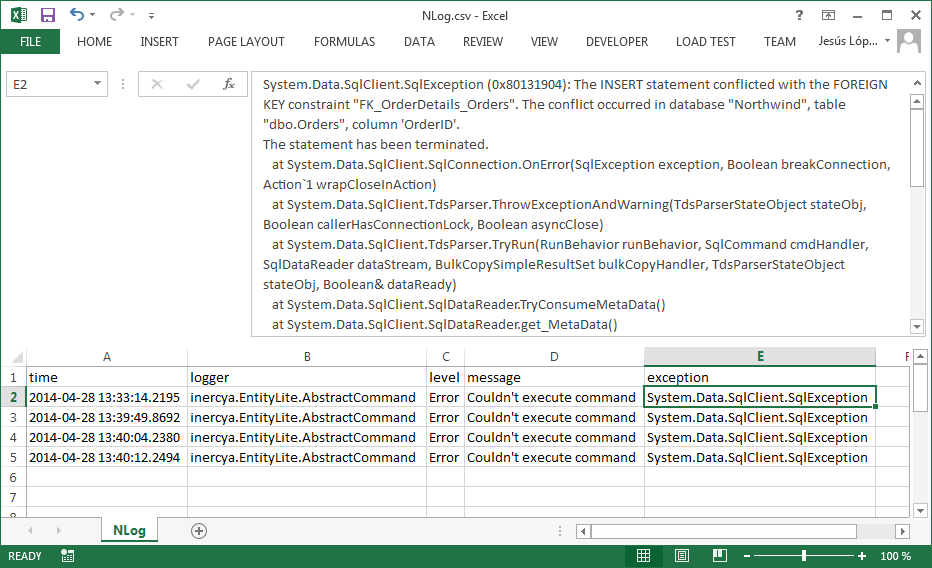 NLog.csv - Excel
?
FILE HOME INSERT PAGE LAYOUT FORMULAS DATA REVIEW VIEW DEVELOPER LOAD TEST TEAM Jesús Lóp...
E2
fx
System.Data.SqlClient.SqlException (0x80131904): The INSERT statement conflicted with the FOREIGN
KEY constraint "FK_OrderDetails_Orders". The conflict occurred in database "Northwind", table
"dbo.Orders", column 'OrderID'.
The statement has been terminated.
at System.Data.SqlClient.SqlConnection.OnError(SqlException exception, Boolean breakConnection,
Action`1 wrapCloseInAction)
at System.Data.SqlClient.TdsParser.ThrowExceptionAndWarning(TdsParserStateObject stateObj,
Boolean callerHasConnectionLock, Boolean asyncClose)
at System.Data.SqlClient.TdsParser.TryRun(RunBehavior runBehavior, SqlCommand cmdHandler,
SqlDataReader dataStream, BulkCopySimpleResultSet bulkCopyHandler, TdsParserStateObject
stateObj, Boolean& dataReady)
at System.Data.SqlClient.SqlDataReader.TryConsumeMetaData()
at System.Data.SqlClient.SqlDataReader.get_MetaData()
A B C D E F
1 time logger level message exception
2 2014-04-28 13:33:14.2195 inercya.EntityLite.AbstractCommand Error Couldn't execute command System.Data.SqlClient.SqlException
3 2014-04-28 13:39:49.8692 inercya.EntityLite.AbstractCommand Error Couldn't execute command System.Data.SqlClient.SqlException
4 2014-04-28 13:40:04.2380 inercya.EntityLite.AbstractCommand Error Couldn't execute command System.Data.SqlClient.SqlException
5 2014-04-28 13:40:12.2494 inercya.EntityLite.AbstractCommand Error Couldn't execute command System.Data.SqlClient.SqlException
6
7
8
NLog
READY 100 %